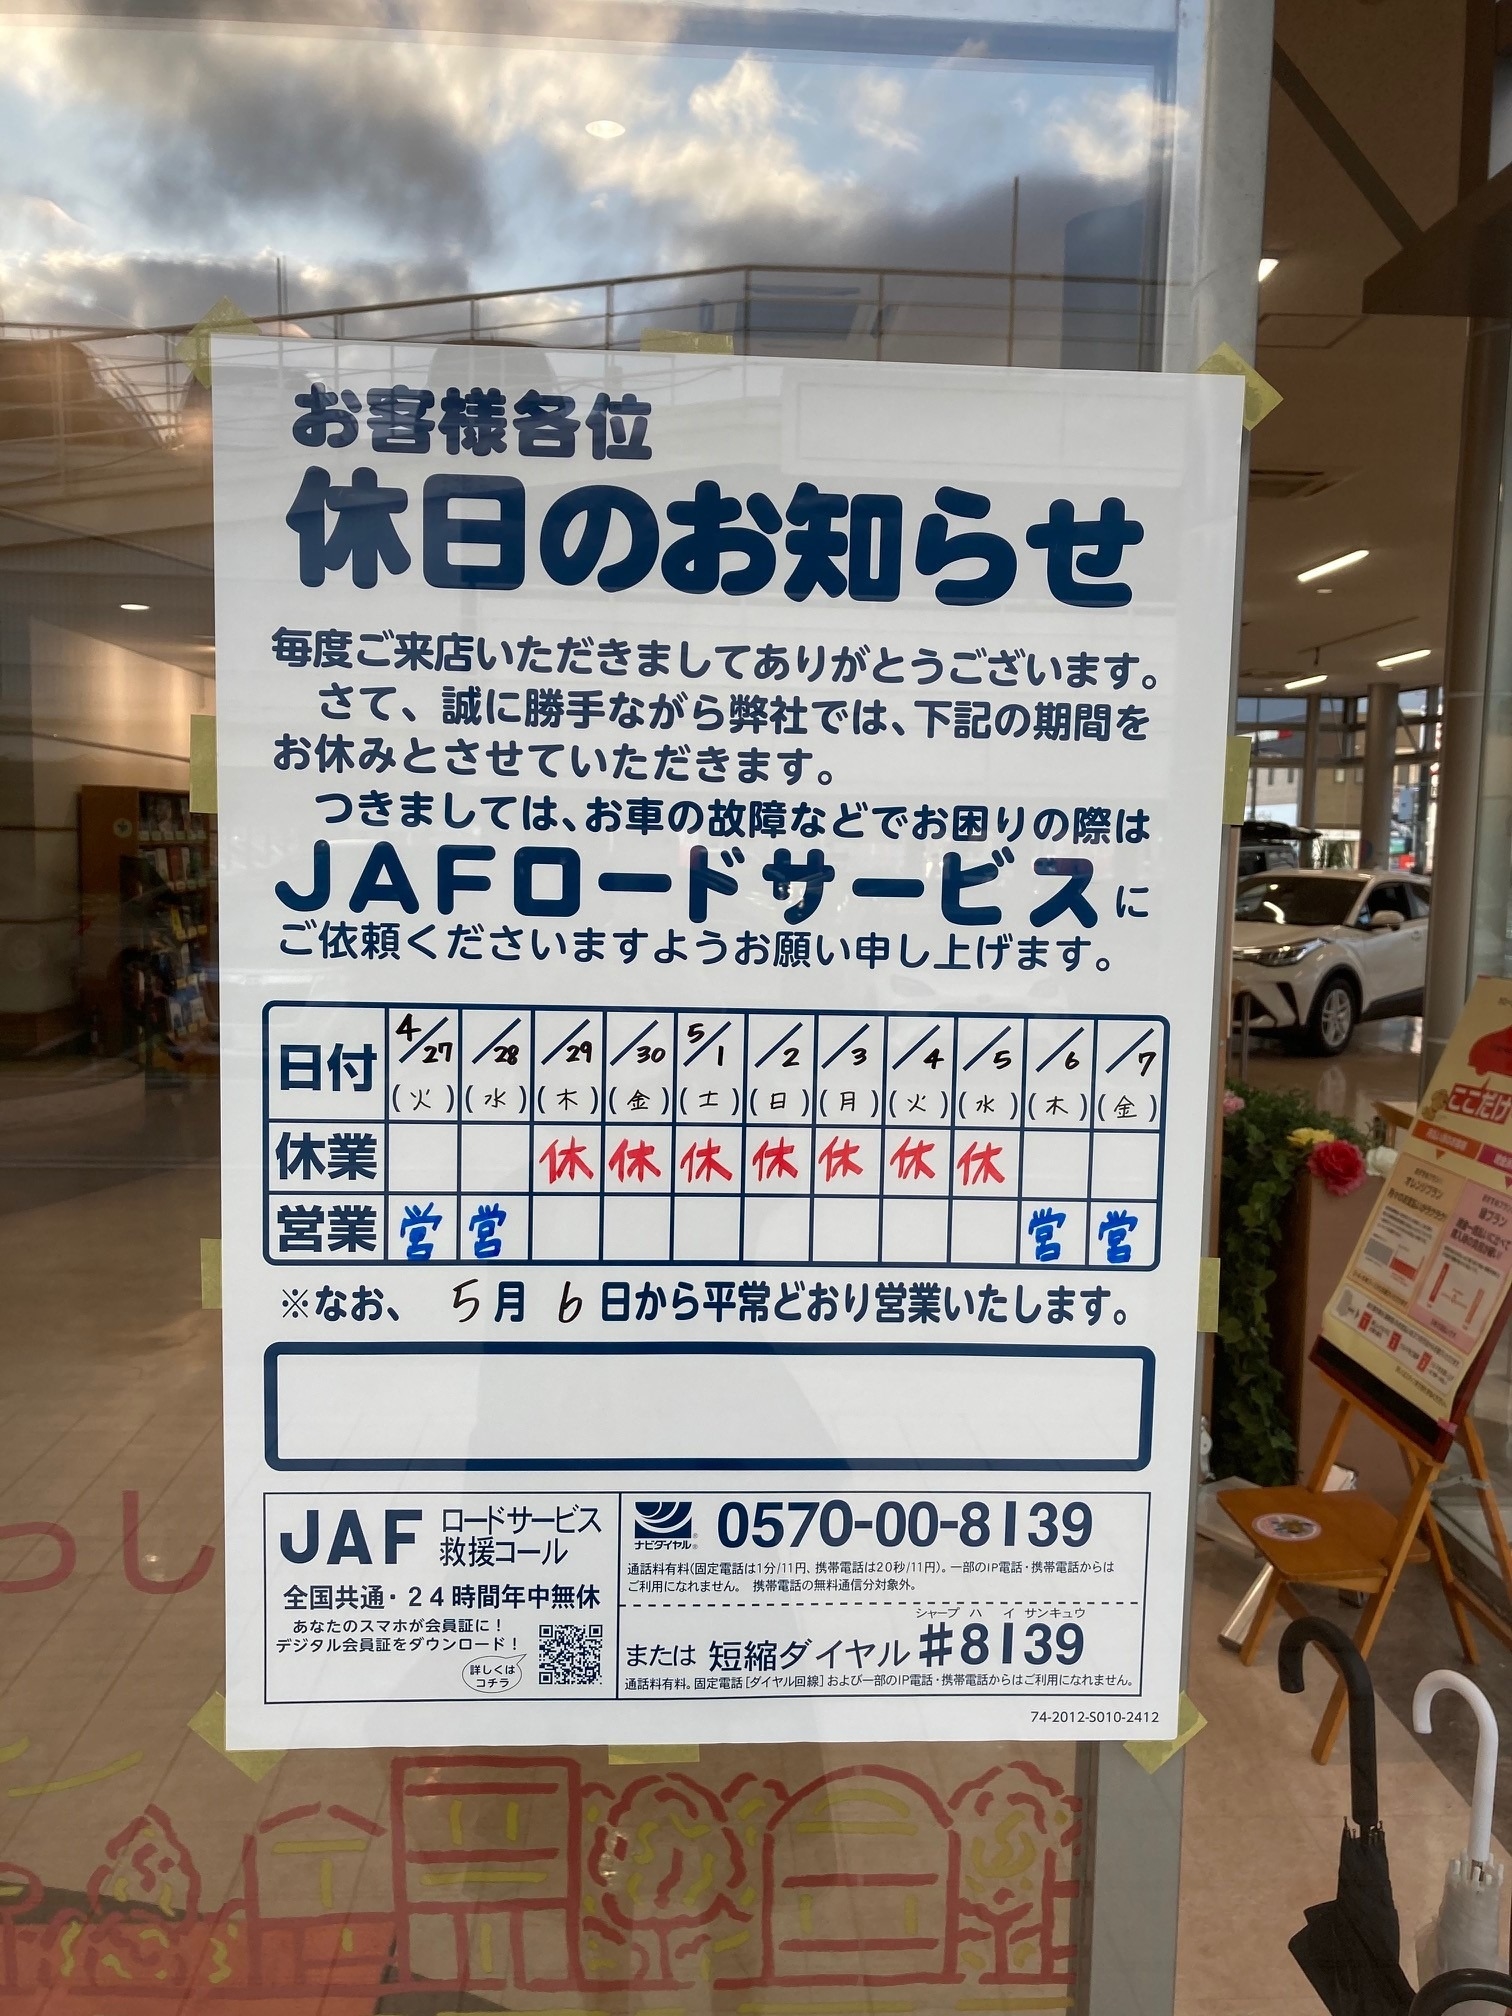 お客様各位
休日のお知らせ
毎度ご来店いただきましてありがとうございます。
さて、誠に勝手ながら弊社では、下記の期間を
お休みとさせていただきます。
つきましては、お車の故障などでお困りの際は
JAFロードサービスに
ご依頼くださいますようお願い申し上げます。
日付 4/27 /28 /29 /30 5/1 /2 /3 /4 /5 /6 /7
(火) (水) (木) (金) (土) (日) (月) (火) (水) (木) (金)
休業 休 休 休 休 休 休 休
営業 営 営 営 営
※なお、 5月 6日から平常どおり営業いたします。
JAF ロードサービス
救援コール
全国共通・24時間年中無休
あなたのスマホが会員証に!
デジタル会員証をダウンロード!
詳しくは
コチラ
ナビダイヤル® 0570-00-8139
通話料有料(固定電話は1分/11円、携帯電話は20秒/11円)。一部のIP電話・携帯電話からは
ご利用になれません。 携帯電話の無料通信分対象外。
シャープ ハ イ サンキュウ
または 短縮ダイヤル #8139
通話料有料。固定電話[ダイヤル回線]および一部のIP電話・携帯電話からはご利用になれません。
74-2012-S010-2412
ここだけ
オレンジプラン